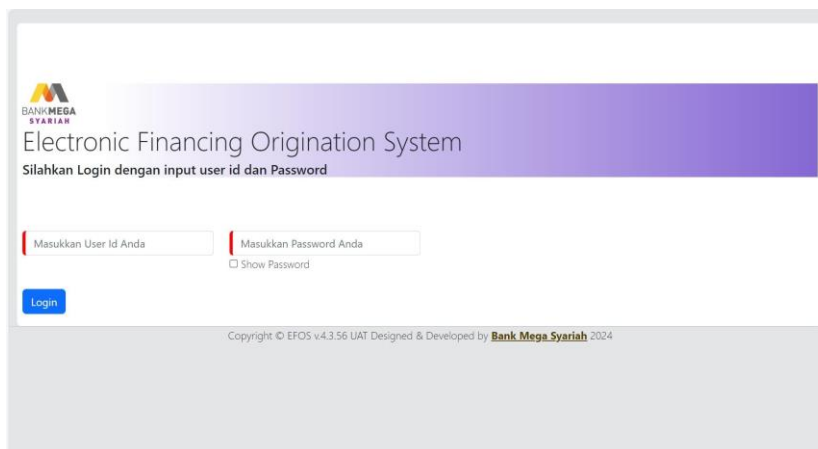 BANKMEGA
SYARIAH
Electronic Financing Origination System
Silahkan Login dengan input user id dan Password
Masukkan User Id Anda
Masukkan Password Anda
Show Password
Login
Copyright © EFOS v.4.3.56 UAT Designed & Developed by Bank Mega Syariah 2024